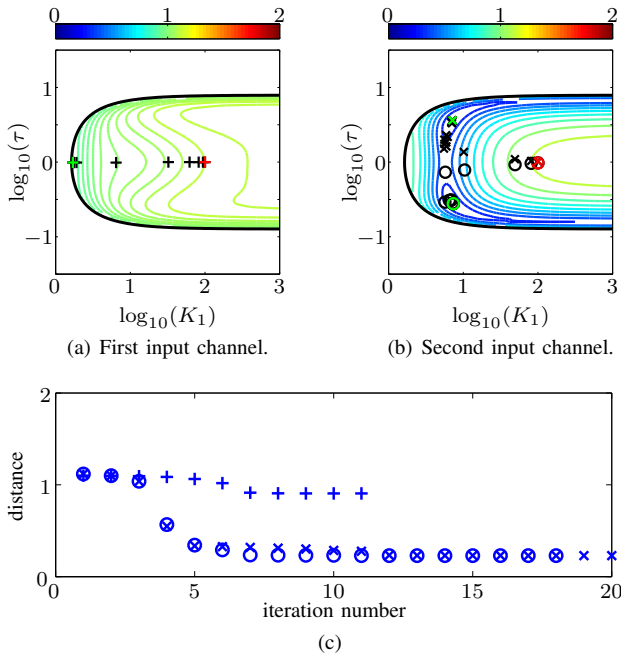 0 1 2
0 1 2
log10(τ)
1
0
−1
0 1 2 3
log10(K1)
(a) First input channel.
log10(τ)
1
0
−1
0 1 2 3
log10(K1)
(b) Second input channel.
distance
2
1
0
0 5 10 15 20
iteration number
(c)